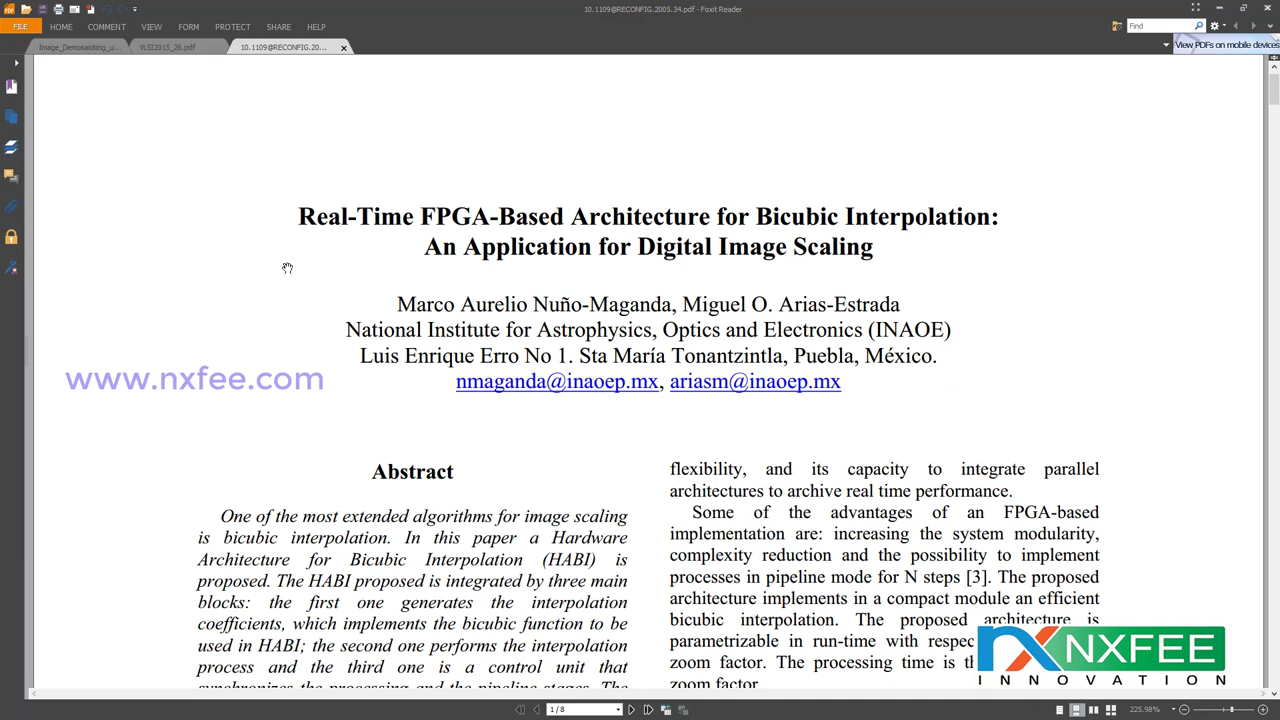 10.1109@RECONFIG.2005.34.pdf - Foxit Reader
FILE HOME COMMENT VIEW FORM PROTECT SHARE HELP
Find
Image_Demosaicking_u... VLSI2015_26.pdf 10.1109@RECONFIG.20...
View PDFs on mobile devices
Real-Time FPGA-Based Architecture for Bicubic Interpolation:
An Application for Digital Image Scaling
Marco Aurelio Nuño-Maganda, Miguel O. Arias-Estrada
National Institute for Astrophysics, Optics and Electronics (INAOE)
Luis Enrique Erro No 1. Sta María Tonantzintla, Puebla, México.
nmaganda@inaoep.mx, ariasm@inaoep.mx
www.nxfee.com
Abstract
One of the most extended algorithms for image scaling
is bicubic interpolation. In this paper a Hardware
Architecture for Bicubic Interpolation (HABI) is
proposed. The HABI proposed is integrated by three main
blocks: the first one generates the interpolation
coefficients, which implements the bicubic function to be
used in HABI; the second one performs the interpolation
process and the third one is a control unit that
synchronizes the processing and the pipeline stages. The
flexibility, and its capacity to integrate parallel
architectures to archive real time performance.
Some of the advantages of an FPGA-based
implementation are: increasing the system modularity,
complexity reduction and the possibility to implement
processes in pipeline mode for N steps [3]. The proposed
architecture implements in a compact module an efficient
bicubic interpolation. The proposed architecture is
parametrizable in run-time with respec
zoom factor. The processing time is th
zoom factor.
NXFEE
INNOVATION
1 / 8
225.98%